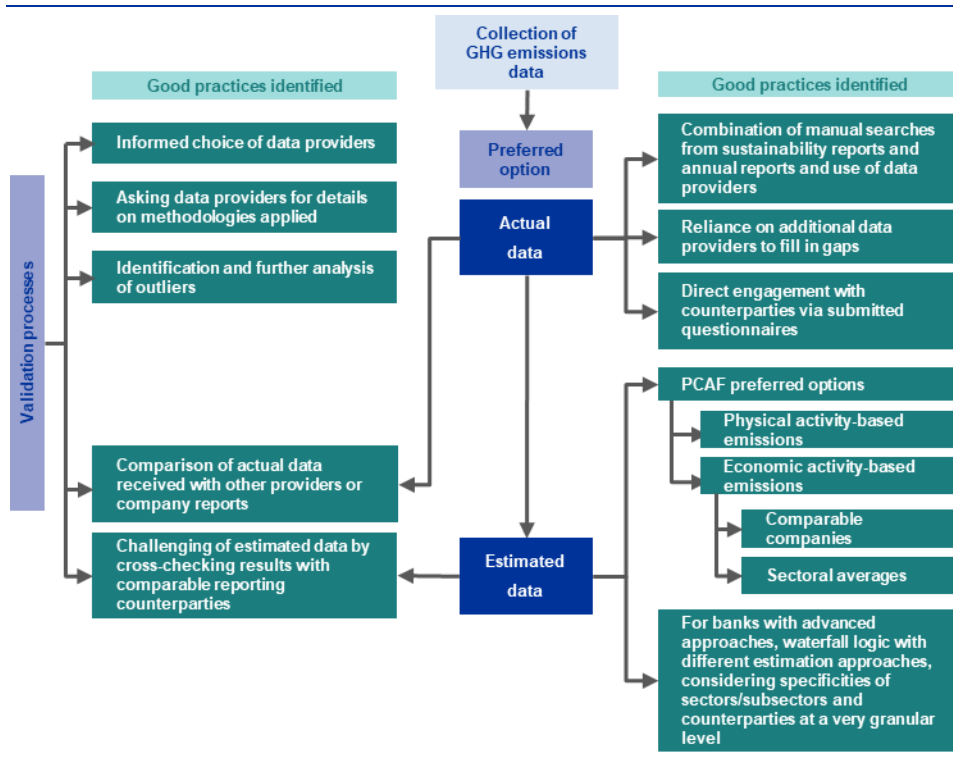 Collection of
GHG emissions
data
Good practices identified
Good practices identified
Validation processes
Informed choice of data providers
Asking data providers for details
on methodologies applied
Identification and further analysis
of outliers
Comparison of actual data
received with other providers or
company reports
Challenging of estimated data by
cross-checking results with
comparable reporting
counterparties
Preferred
option
Actual
data
Estimated
data
Combination of manual searches
from sustainability reports and
annual reports and use of data
providers
Reliance on additional data
providers to fill in gaps
Direct engagement with
counterparties via submitted
questionnaires
PCAF preferred options
Physical activity-based
emissions
Economic activity-based
emissions
Comparable
companies
Sectoral averages
For banks with advanced
approaches, waterfall logic with
different estimation approaches,
considering specificities of
sectors/subsectors and
counterparties at a very granular
level